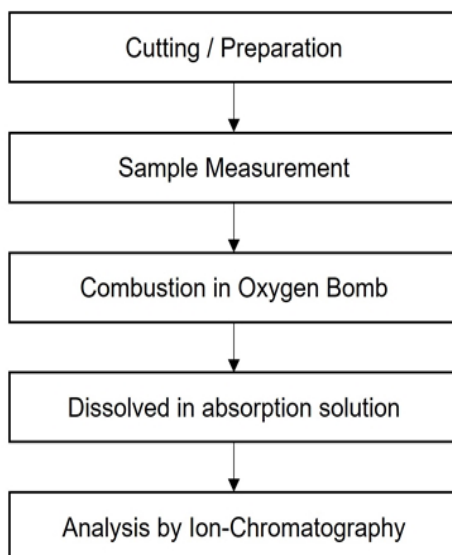 Cutting / Preparation
Sample Measurement
Combustion in Oxygen Bomb
Dissolved in absorption solution
Analysis by Ion-Chromatography